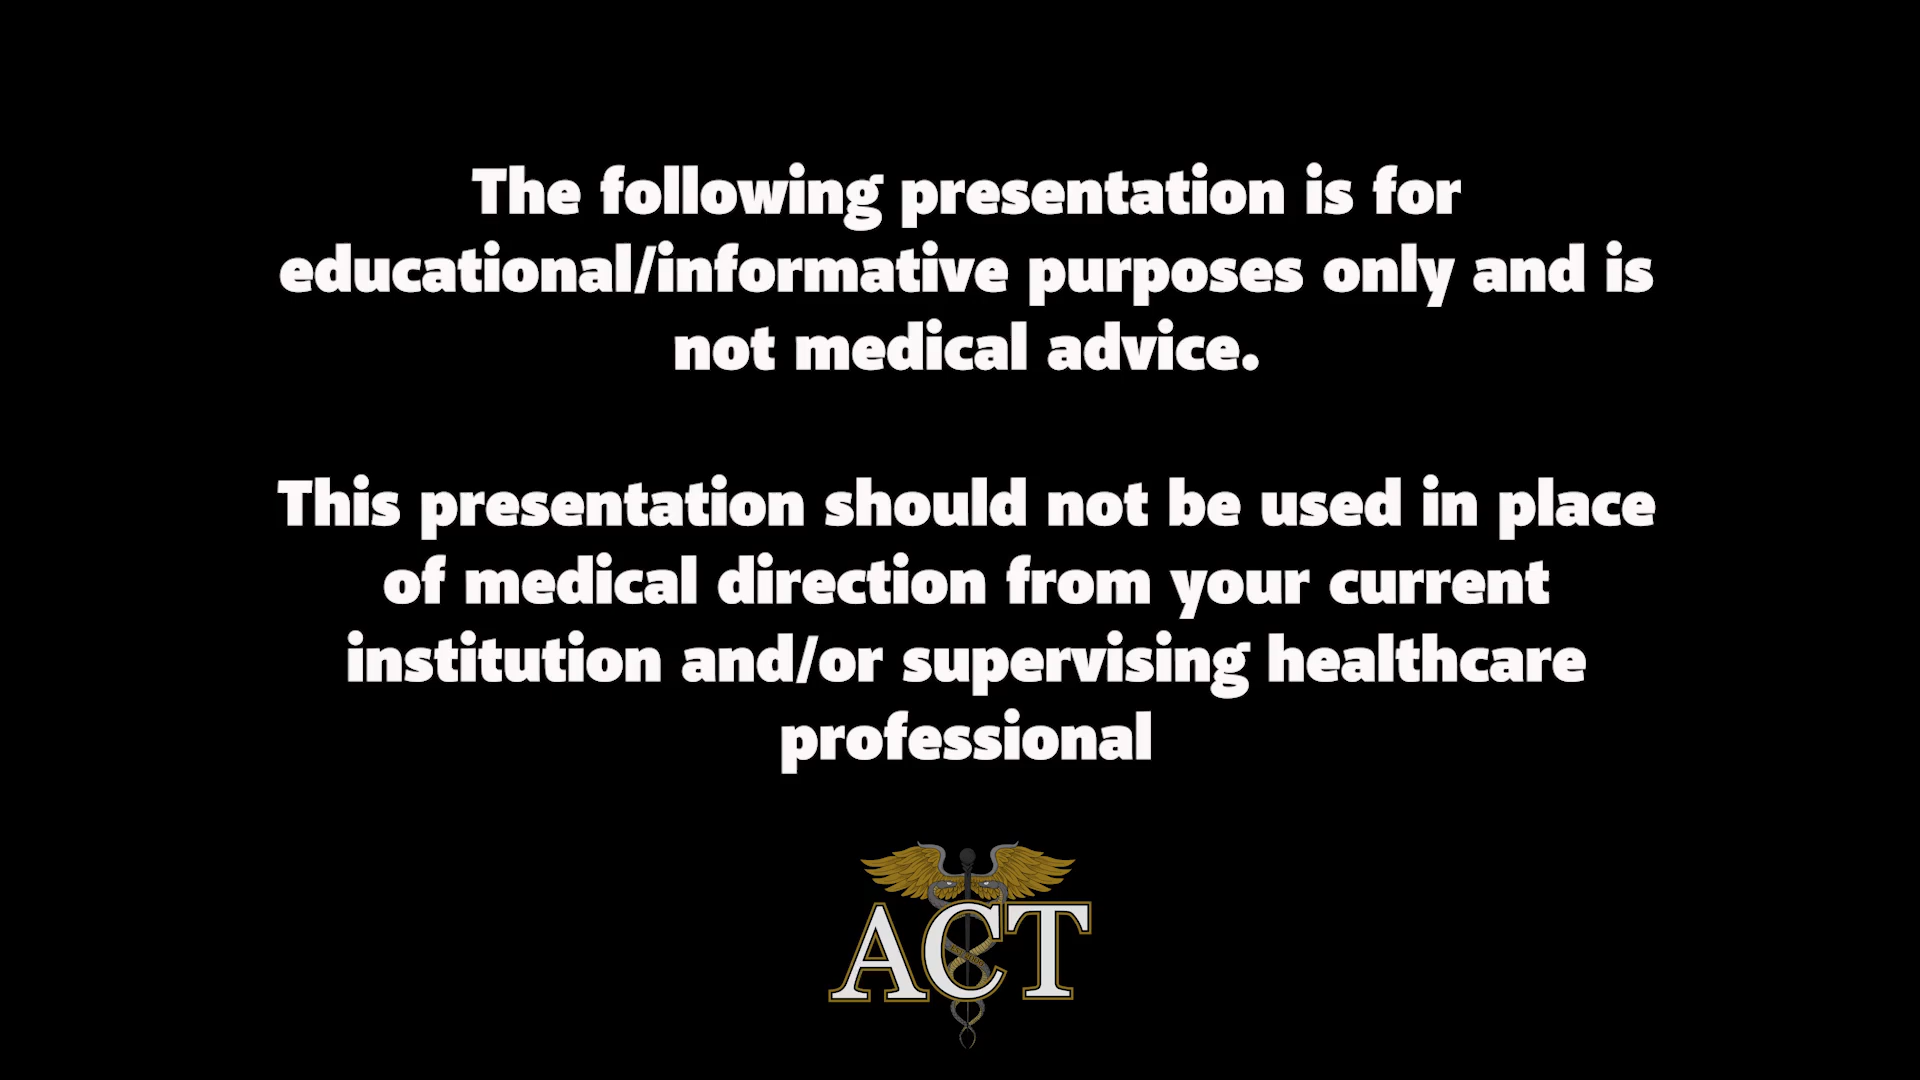 The following presentation is for
educational/informative purposes only and is
not medical advice.
This presentation should not be used in place
of medical direction from your current
institution and/or supervising healthcare
professional
ACT